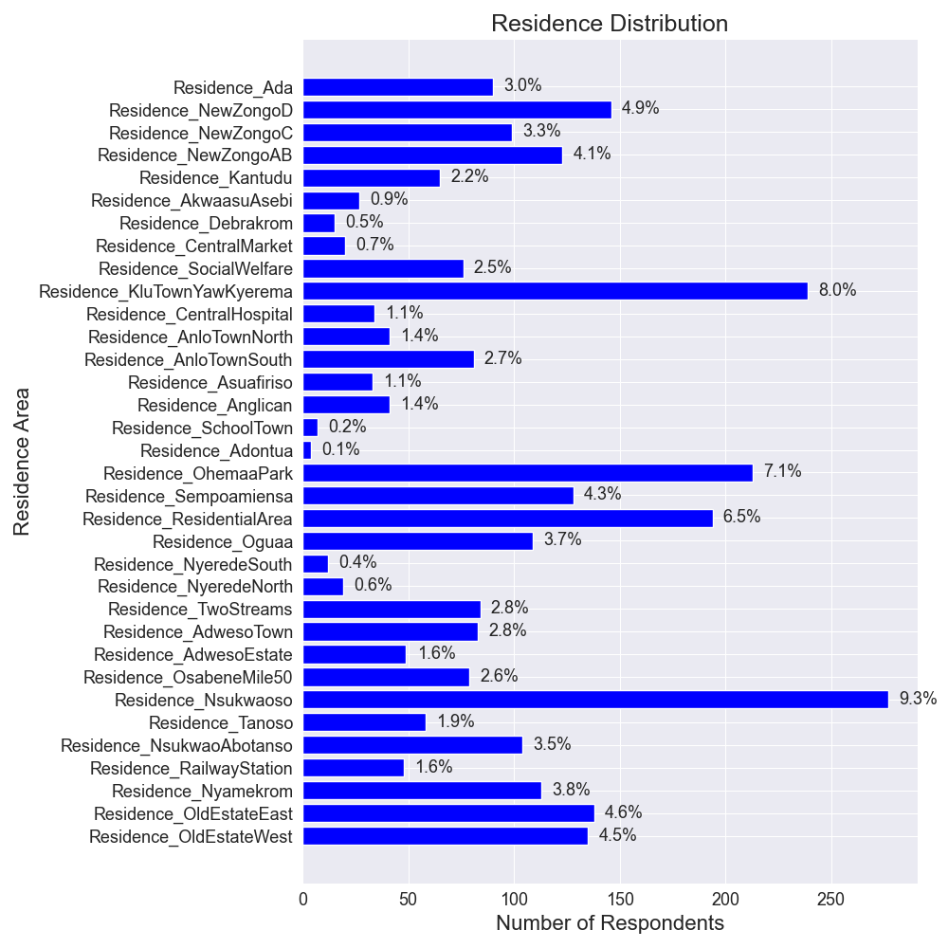 Residence Distribution
Residence_Ada 3.0%
Residence_NewZongoD 4.9%
Residence_NewZongoC 3.3%
Residence_NewZongoAB 4.1%
Residence_Kantudu 2.2%
Residence_AkwaasuAsebi 0.9%
Residence_Debrakrom 0.5%
Residence_CentralMarket 0.7%
Residence_SocialWelfare 2.5%
Residence_KluTownYawKyerema 8.0%
Residence_CentralHospital 1.1%
Residence_AnloTownNorth 1.4%
Residence_AnloTownSouth 2.7%
Residence_Asuafiriso 1.1%
Residence_Anglican 1.4%
Residence_SchoolTown 0.2%
Residence_Adontua 0.1%
Residence_OhemaaPark 7.1%
Residence_Sempoamiensa 4.3%
Residence_ResidentialArea 6.5%
Residence_Oguaa 3.7%
Residence_NyeredeSouth 0.4%
Residence_NyeredeNorth 0.6%
Residence_TwoStreams 2.8%
Residence_AdwesoTown 2.8%
Residence_AdwesoEstate 1.6%
Residence_OsabeneMile50 2.6%
Residence_Nsukwaoso 9.3%
Residence_Tanoso 1.9%
Residence_NsukwaoAbotanso 3.5%
Residence_RailwayStation 1.6%
Residence_Nyamekrom 3.8%
Residence_OldEstateEast 4.6%
Residence_OldEstateWest 4.5%
Residence Area
0 50 100 150 200 250
Number of Respondents